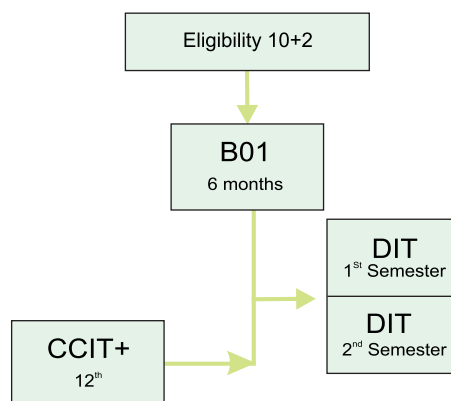 Eligibility 10+2
B01
6 months
DIT
1St Semester
DIT
2nd Semester
CCIT+
12th